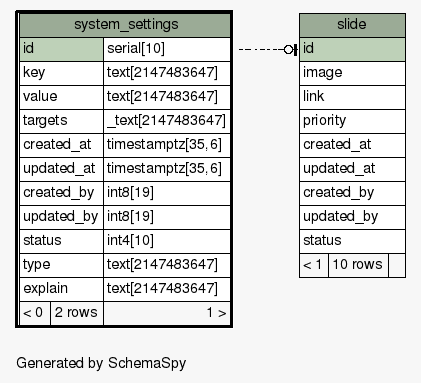 system_settings
id serial[10]
key text[2147483647]
value text[2147483647]
targets _text[2147483647]
created_at timestamptz[35,6]
updated_at timestamptz[35,6]
created_by int8[19]
updated_by int8[19]
status int4[10]
type text[2147483647]
explain text[2147483647]
< 0 2 rows 1 >
slide
id
image
link
priority
created_at
updated_at
created_by
updated_by
status
< 1 10 rows
Generated by SchemaSpy